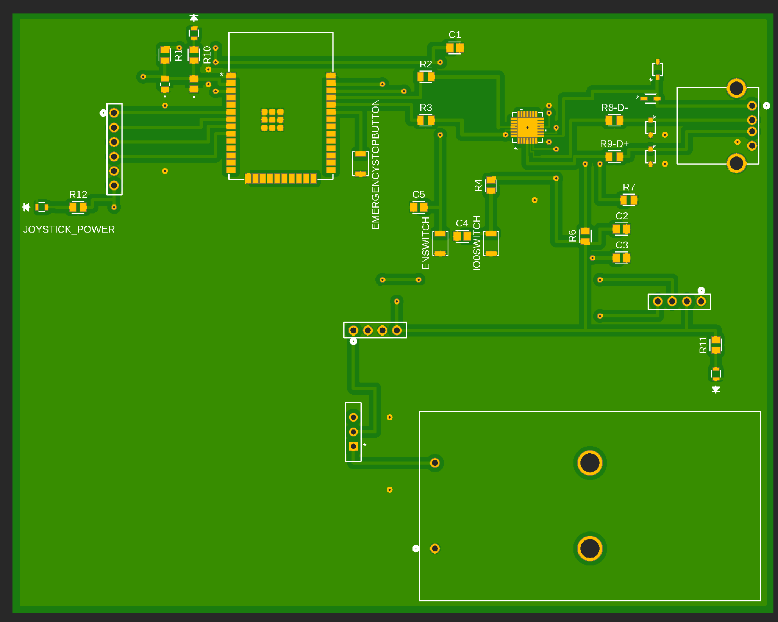 C1
R1
R10
R2
R3
EMERGENCYSTOPBUTTON
R8-D-
R9-D+
R4
R7
R12
JOYSTICK_POWER
C5
C4
ENSWITCH
IO0SWITCH
R6
C2
C3
R11